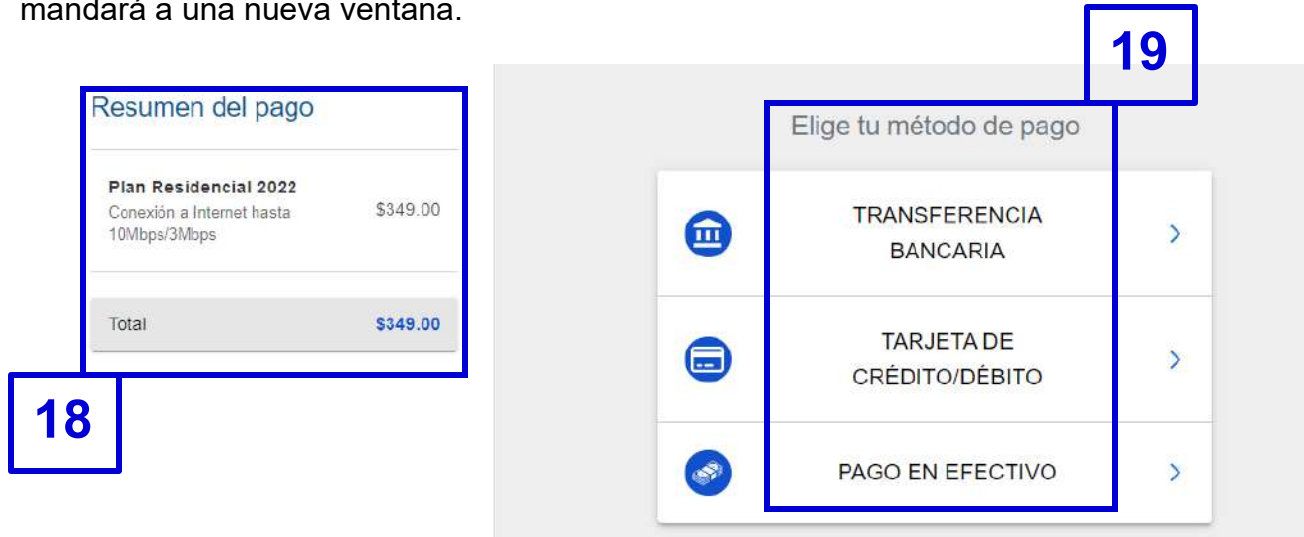 mandará a una nueva ventana.
19
Resumen del pago
Plan Residencial 2022
Conexión a Internet hasta
10Mbps/3Mbps
$349.00
Total
$349.00
18
Elige tu método de pago
TRANSFERENCIA
BANCARIA
TARJETA DE
CRÉDITO/DÉBITO
PAGO EN EFECTIVO